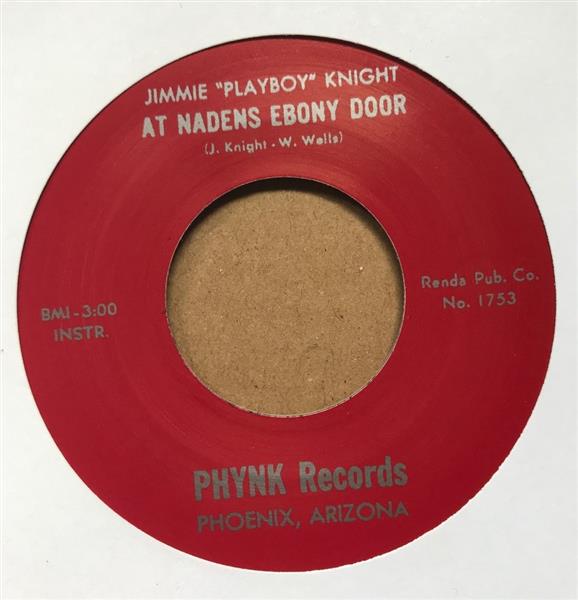 JIMMIE "PLAYBOY" KNIGHT
AT NADENS EBONY DOOR
(J. Knight - W. Wells)
BMI - 3:00
INSTR.
Renda Pub. Co.
No. 1753
PHYNK Records
PHOENIX, ARIZONA